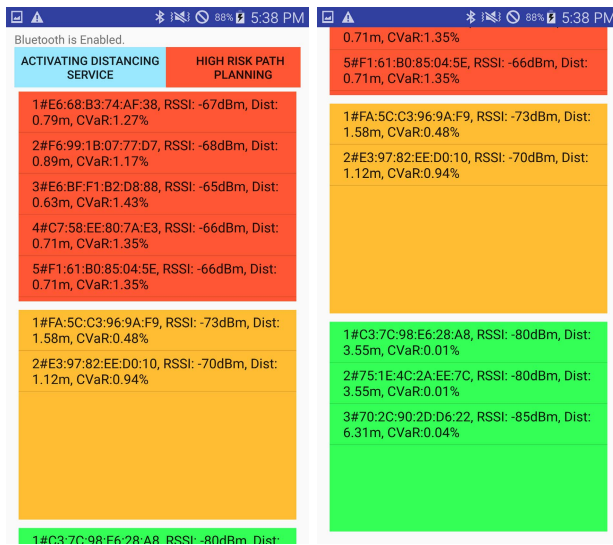 88% 5:38 PM
Bluetooth is Enabled.
ACTIVATING DISTANCING
SERVICE
HIGH RISK PATH
PLANNING
1#E6:68:B3:74:AF:38, RSSI: -67dBm, Dist:
0.79m, CVaR:1.27%
2#F6:99:1B:07:77:D7, RSSI: -68dBm, Dist:
0.89m, CVaR:1.17%
3#E6:BF:F1:B2:D8:88, RSSI: -65dBm, Dist:
0.63m, CVaR:1.43%
4#C7:58:EE:80:7A:E3, RSSI: -66dBm, Dist:
0.71m, CVaR:1.35%
5#F1:61:B0:85:04:5E, RSSI: -66dBm, Dist:
0.71m, CVaR:1.35%
1#FA:5C:C3:96:9A:F9, RSSI: -73dBm, Dist:
1.58m, CVaR:0.48%
2#E3:97:82:EE:D0:10, RSSI: -70dBm, Dist:
1.12m, CVaR:0.94%
1#C3:7C:98:E6:28:A8, RSSI: -80dBm, Dist:
88% 5:38 PM
0.71m, CVaR:1.35%
5#F1:61:B0:85:04:5E, RSSI: -66dBm, Dist:
0.71m, CVaR:1.35%
1#FA:5C:C3:96:9A:F9, RSSI: -73dBm, Dist:
1.58m, CVaR:0.48%
2#E3:97:82:EE:D0:10, RSSI: -70dBm, Dist:
1.12m, CVaR:0.94%
1#C3:7C:98:E6:28:A8, RSSI: -80dBm, Dist:
3.55m, CVaR:0.01%
2#75:1E:4C:2A:EE:7C, RSSI: -80dBm, Dist:
3.55m, CVaR:0.01%
3#70:2C:90:2D:D6:22, RSSI: -85dBm, Dist:
6.31m, CVaR:0.04%